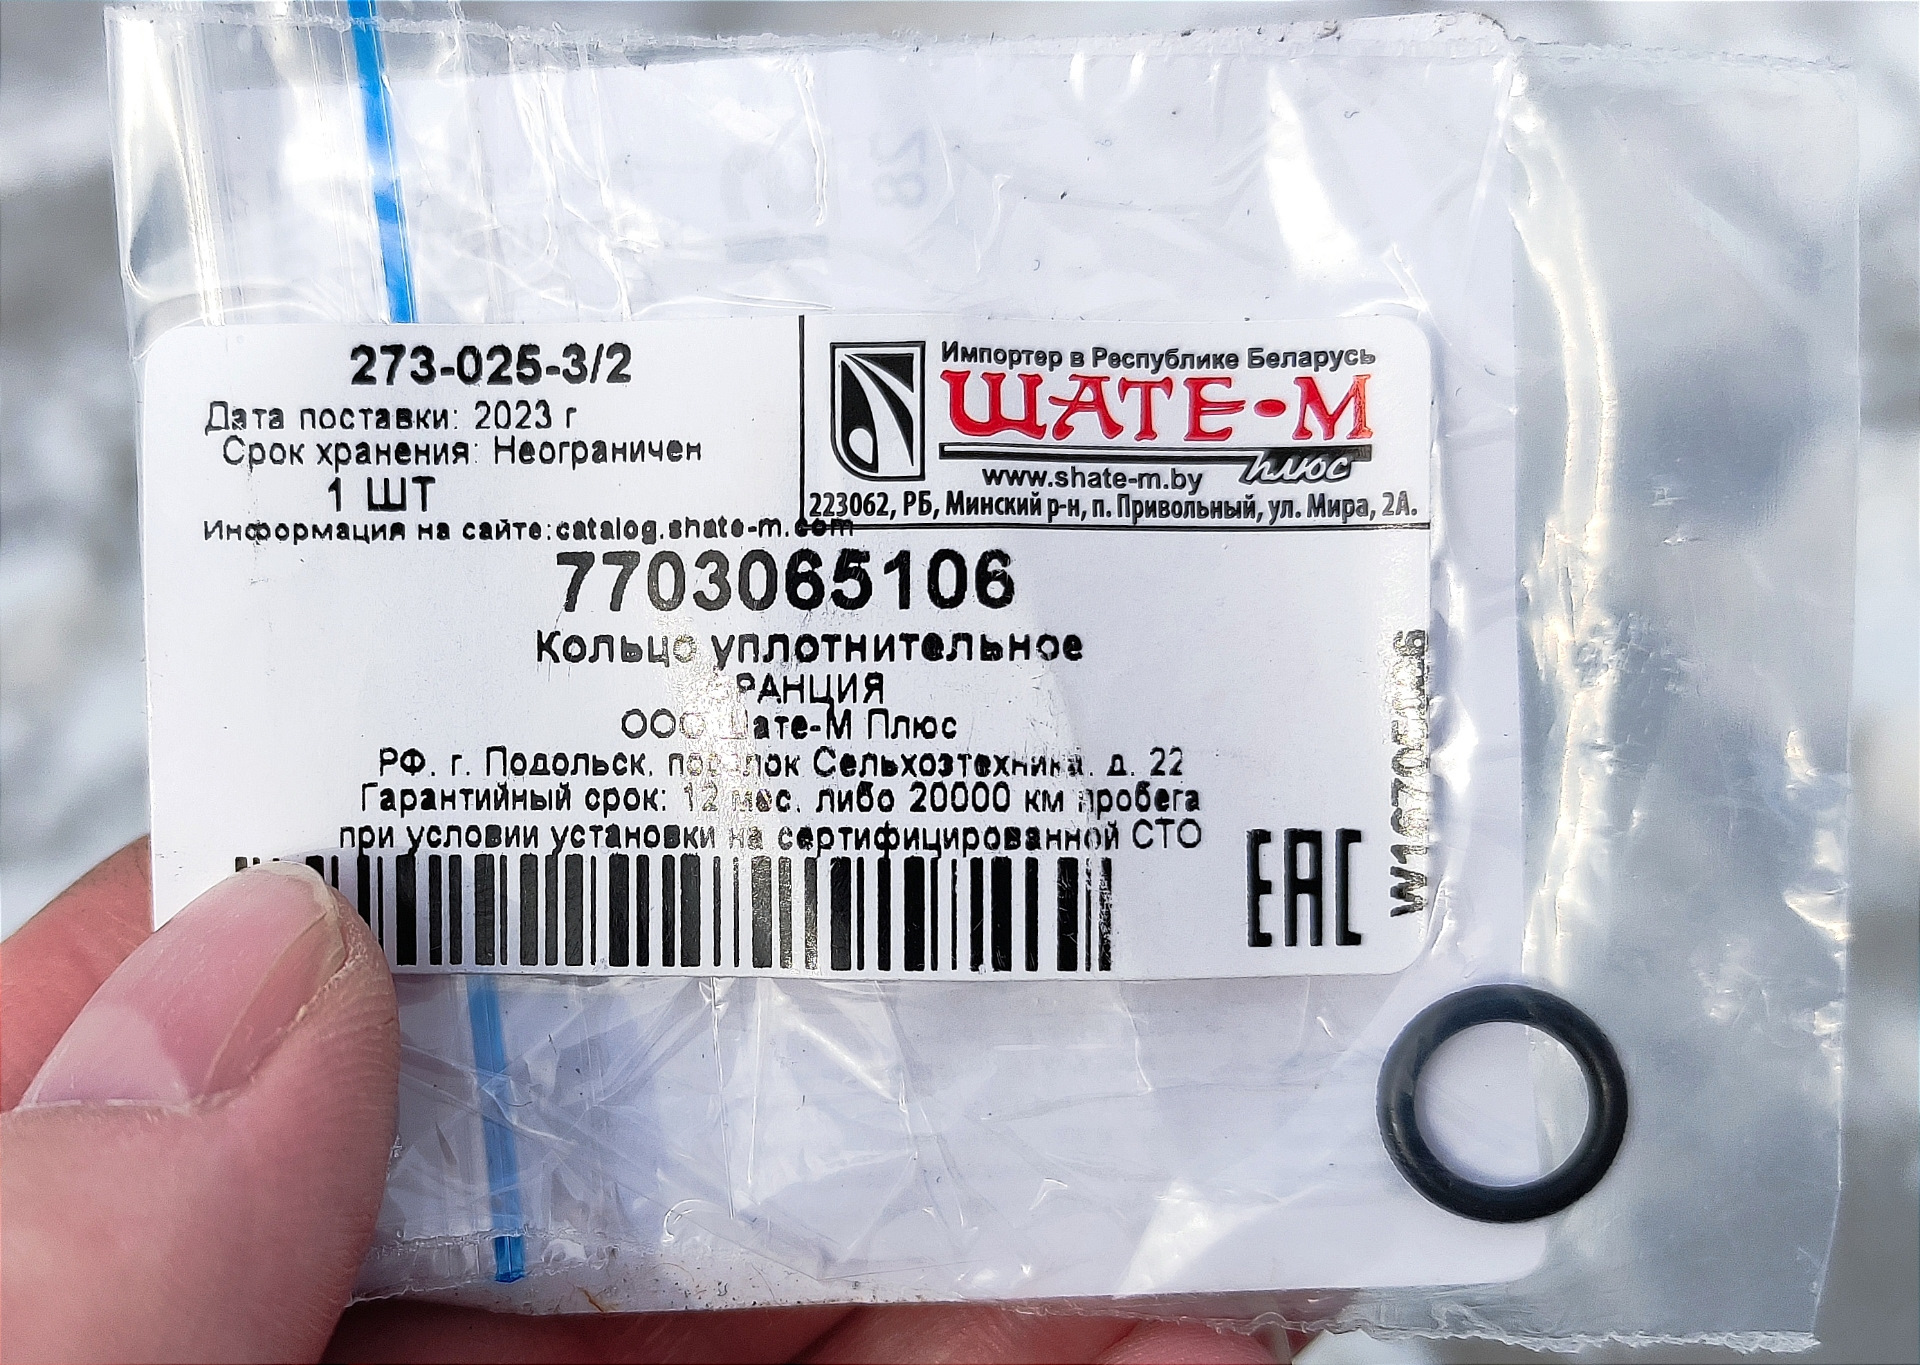 273-025-3/2
Дата поставки: 2023 г
Срок хранения: Неограничен
1 ШТ
Информация на сайте:catalog.shate-m.com
Импортер в Республике Беларусь
ШАТЕ-М
плюс
www.shate-m.by
223062, РБ, Минский р-н, п. Привольный, ул. Мира, 2А.
7703065106
Кольцо уплотнительное
РАНЦИЯ
ООО Шате-М Плюс
РФ. г. Подольск, поселок Сельхозтехника, д. 22
Гарантийный срок: 12 мес. либо 20000 км пробега
при условии установки на сертифицированной СТО
EAC